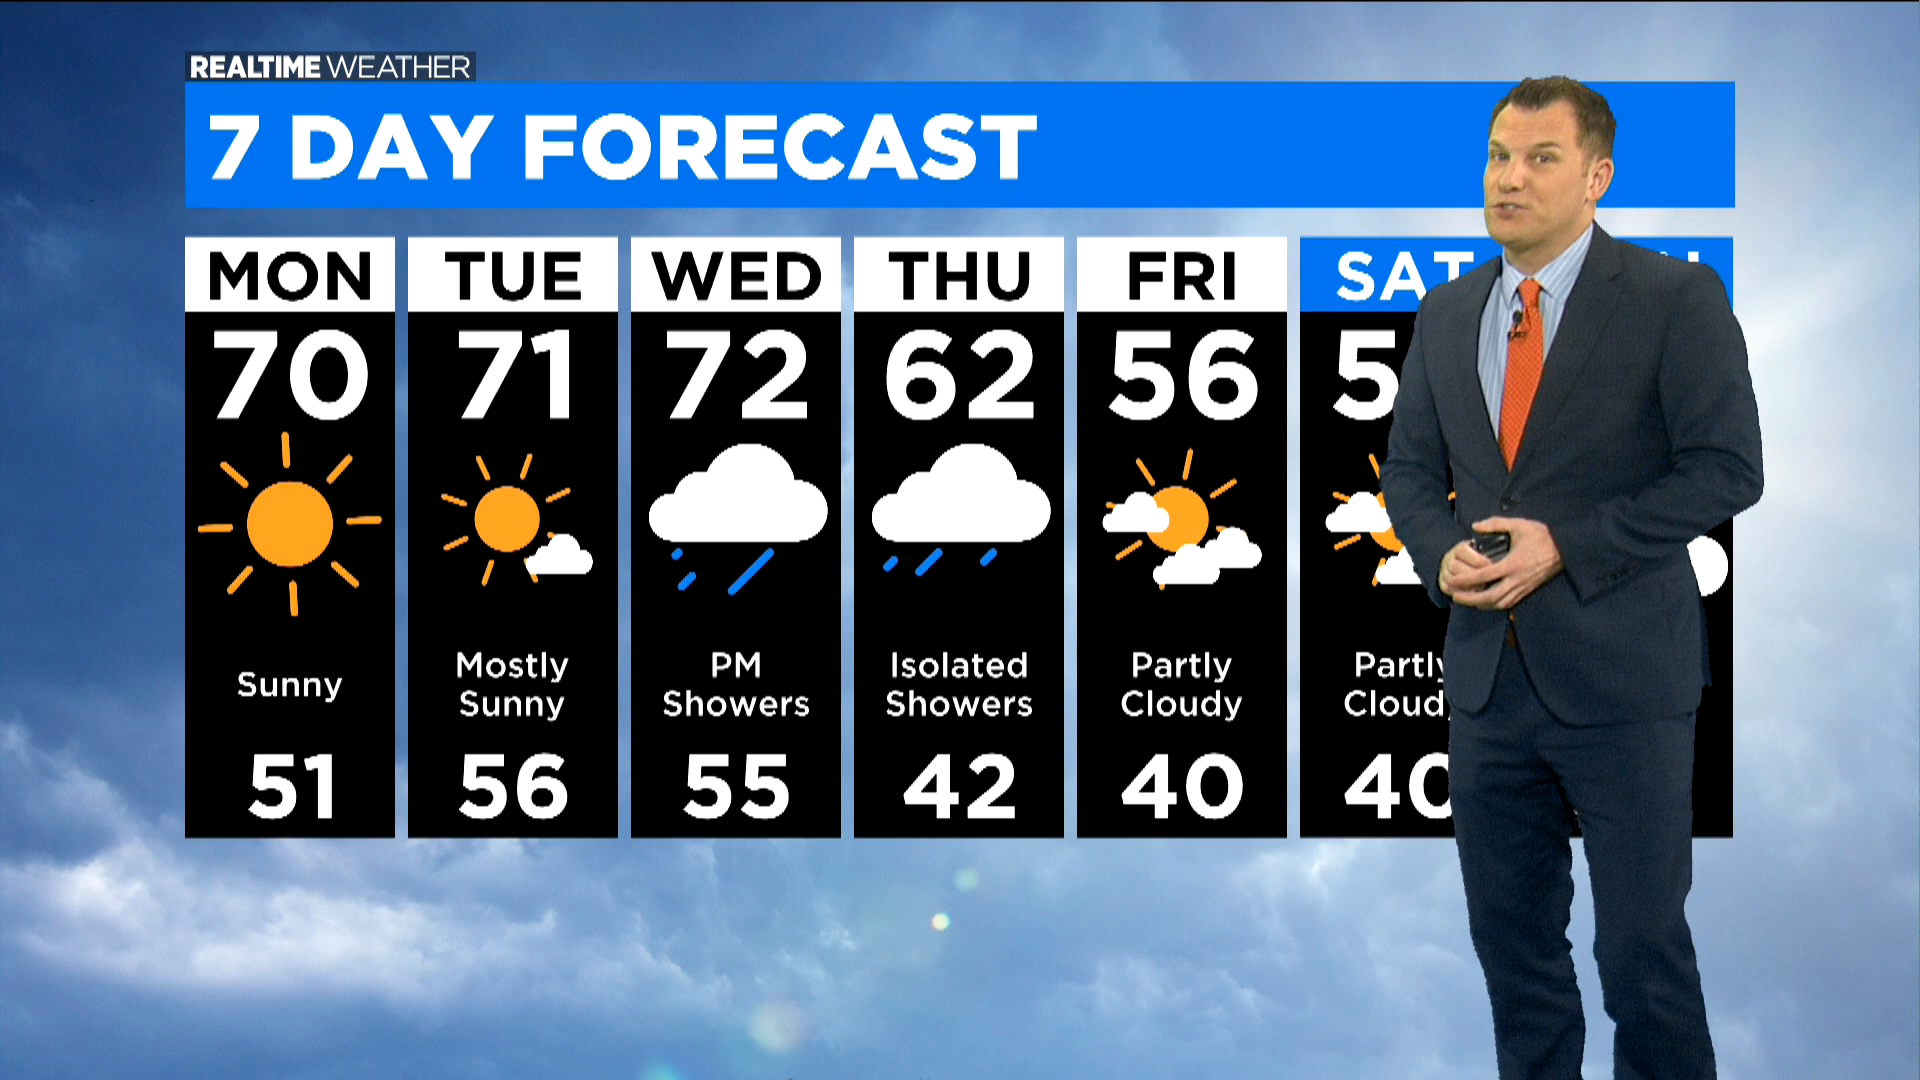 REALTIME WEATHER
7 DAY FORECAST
MON
70
Sunny
51
TUE
71
Mostly
Sunny
56
WED
72
PM
Showers
55
THU
62
Isolated
Showers
42
FRI
56
Partly
Cloudy
40
SAT